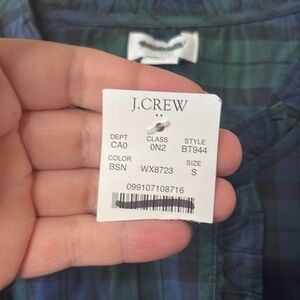 J.CREW
DEPT CLASS STYLE
CA0 0N2 BT944
COLOR SIZE
BSN WX8723 S
099107108716